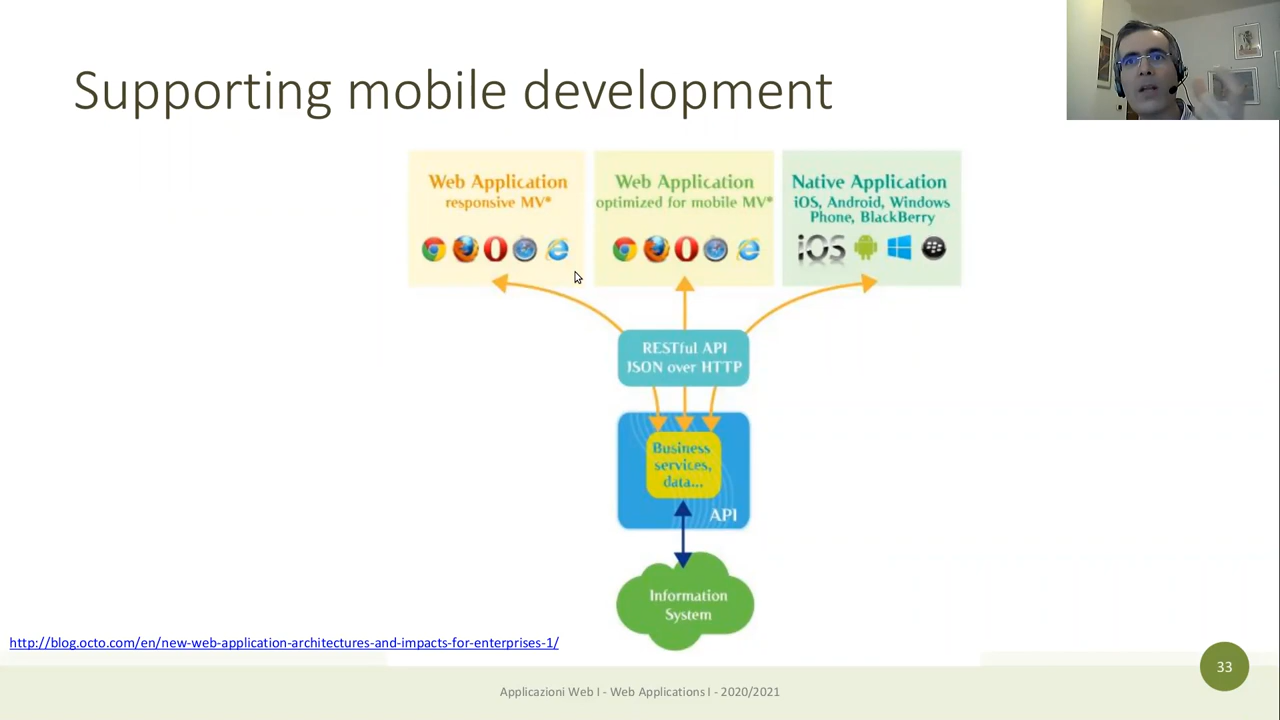 Supporting mobile development
Web Application
responsive MV*
Web Application
optimized for mobile MV*
Native Application
iOS, Android, Windows
Phone, BlackBerry
iOS
RESTful API
JSON over HTTP
Business
services,
data...
API
Information
System
http://blog.octo.com/en/new-web-application-architectures-and-impacts-for-enterprises-1/
33
Applicazioni Web I - Web Applications I - 2020/2021